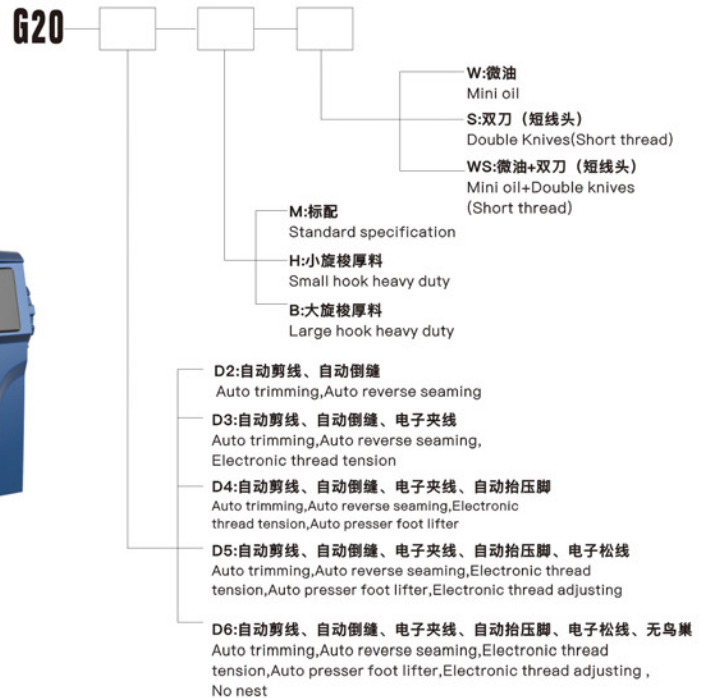 G20
W:微油
Mini oil
S:双刀（短线头）
Double Knives(Short thread)
WS:微油+双刀（短线头）
Mini oil+Double knives
(Short thread)
M:标配
Standard specification
H:小旋梭厚料
Small hook heavy duty
B:大旋梭厚料
Large hook heavy duty
D2:自动剪线、自动倒缝
Auto trimming,Auto reverse seaming
D3:自动剪线、自动倒缝、电子夹线
Auto trimming,Auto reverse seaming,
Electronic thread tension
D4:自动剪线、自动倒缝、电子夹线、自动抬压脚
Auto trimming,Auto reverse seaming,Electronic
thread tension,Auto presser foot lifter
D5:自动剪线、自动倒缝、电子夹线、自动抬压脚、电子松线
Auto trimming,Auto reverse seaming,Electronic thread
tension,Auto presser foot lifter,Electronic thread adjusting
D6:自动剪线、自动倒缝、电子夹线、自动抬压脚、电子松线、无鸟巢
Auto trimming,Auto reverse seaming,Electronic thread
tension,Auto presser foot lifter,Electronic thread adjusting ,
No nest